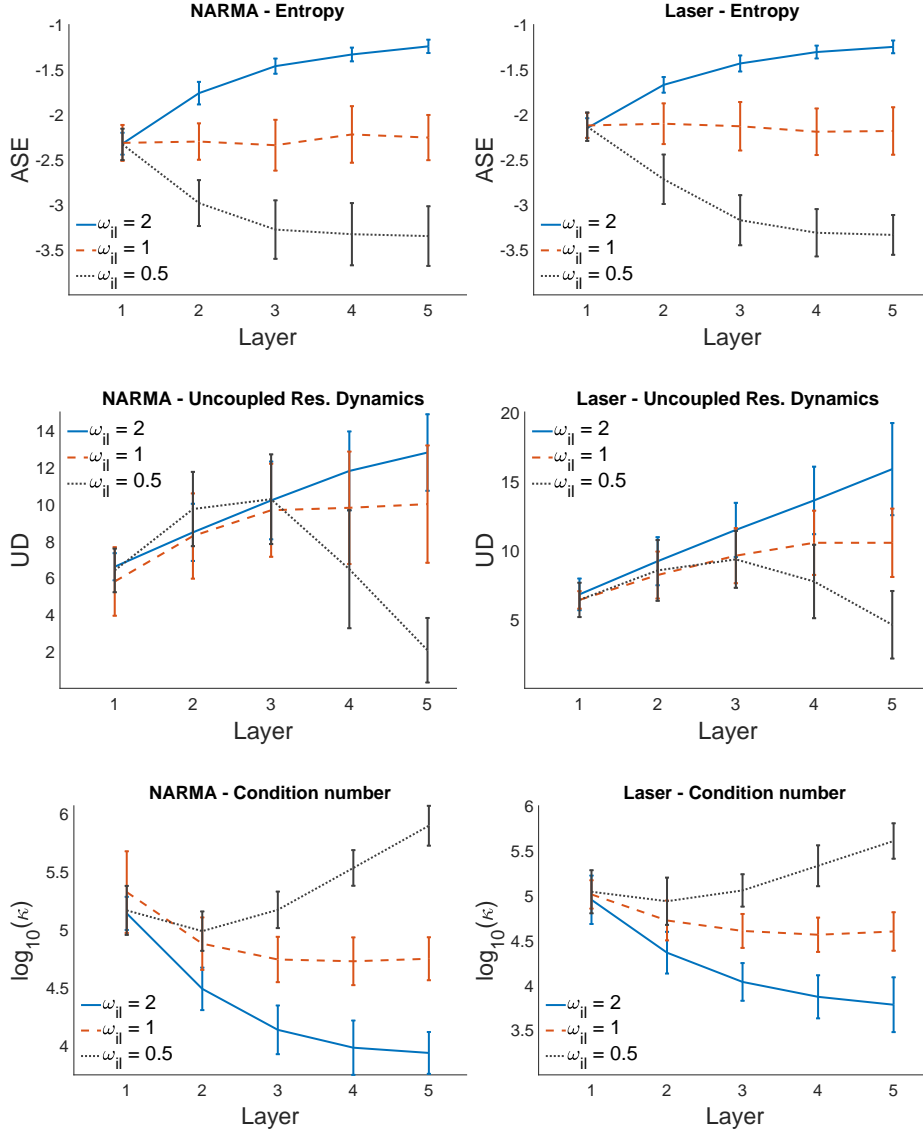 NARMA - Entropy
-1
-1.5
-2
-2.5
-3
-3.5
ASE
ω_il = 2
ω_il = 1
ω_il = 0.5
1 2 3 4 5
Layer
Laser - Entropy
-1
-1.5
-2
-2.5
-3
-3.5
ASE
ω_il = 2
ω_il = 1
ω_il = 0.5
1 2 3 4 5
Layer
NARMA - Uncoupled Res. Dynamics
14
12
10
8
6
4
2
UD
ω_il = 2
ω_il = 1
ω_il = 0.5
1 2 3 4 5
Layer
Laser - Uncoupled Res. Dynamics
20
15
10
5
UD
ω_il = 2
ω_il = 1
ω_il = 0.5
1 2 3 4 5
Layer
NARMA - Condition number
6
5.5
5
4.5
4
log₁₀(κ)
ω_il = 2
ω_il = 1
ω_il = 0.5
1 2 3 4 5
Layer
Laser - Condition number
6
5.5
5
4.5
4
3.5
log₁₀(κ)
ω_il = 2
ω_il = 1
ω_il = 0.5
1 2 3 4 5
Layer